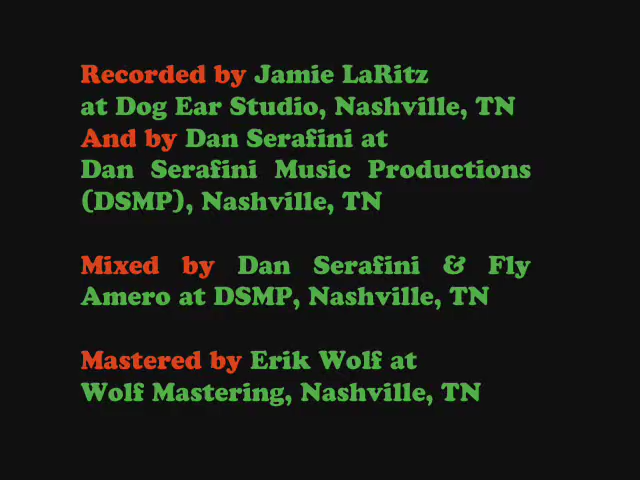 Recorded by Jamie LaRitz
at Dog Ear Studio, Nashville, TN
And by Dan Serafini at
Dan Serafini Music Productions
(DSMP), Nashville, TN
Mixed by Dan Serafini & Fly
Amero at DSMP, Nashville, TN
Mastered by Erik Wolf at
Wolf Mastering, Nashville, TN